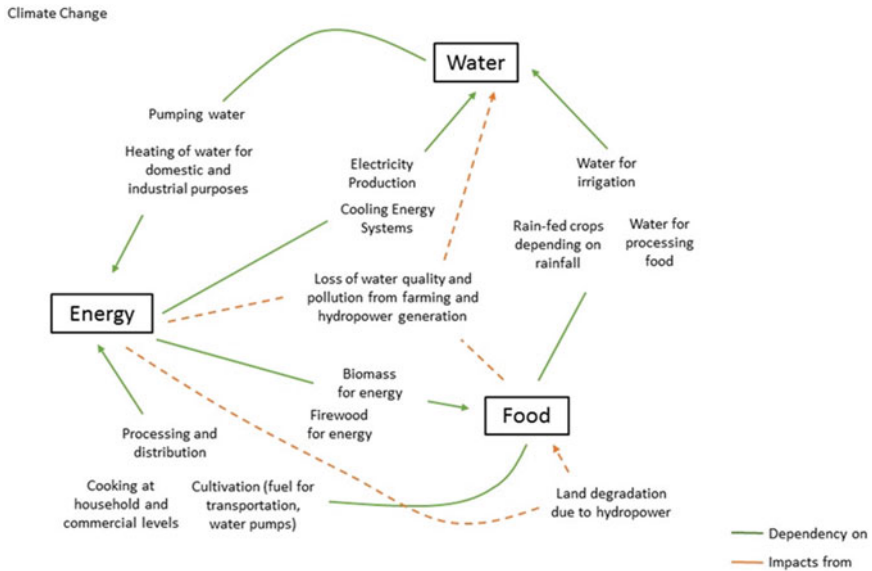 Climate Change
Water
Pumping water
Heating of water for
domestic and
industrial purposes
Electricity
Production
Cooling Energy
Systems
Water for
irrigation
Rain-fed crops
depending on
rainfall
Water for
processing
food
Loss of water quality and
pollution from farming and
hydropower generation
Energy
Biomass
for energy
Firewood
for energy
Food
Processing and
distribution
Cooking at
household and
commercial levels
Cultivation (fuel for
transportation,
water pumps)
Land degradation
due to hydropower
Dependency on
Impacts from